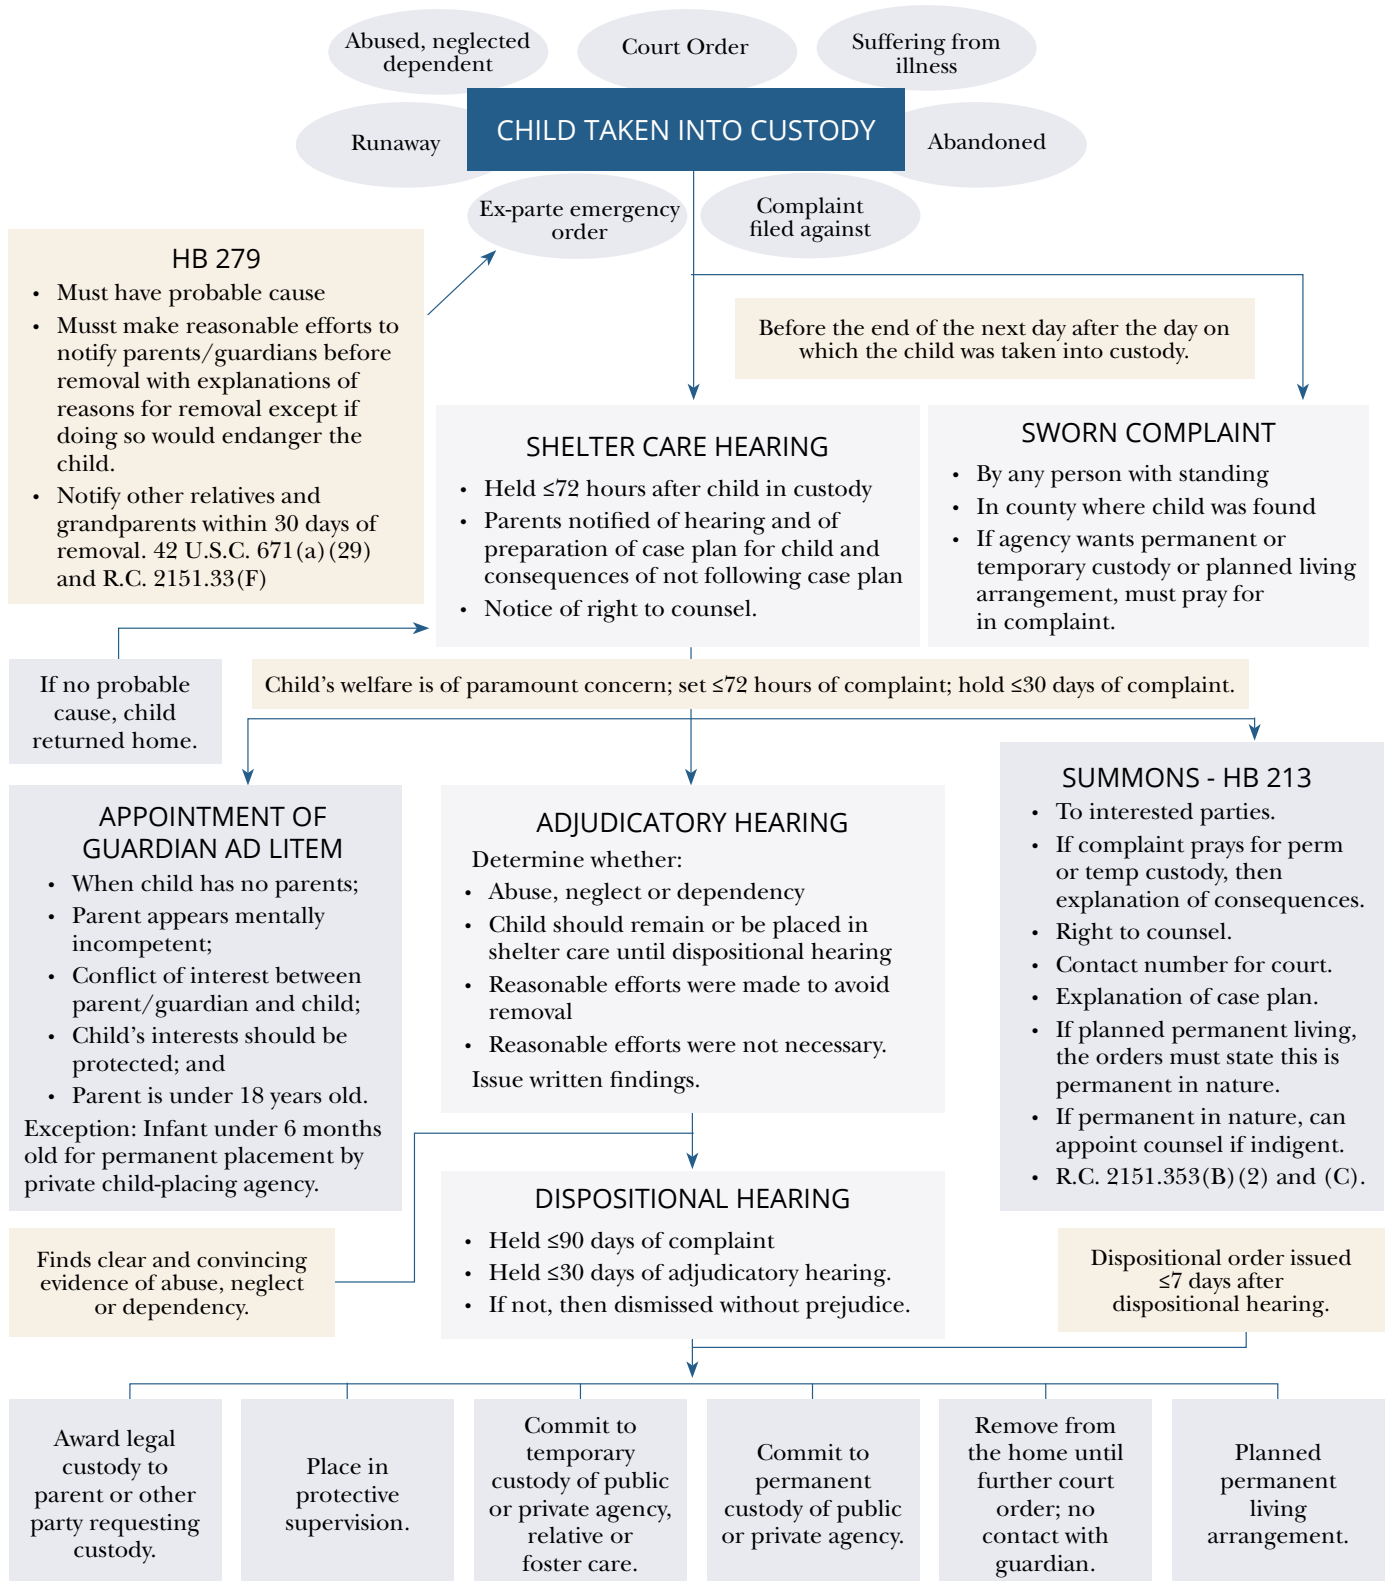 Abused, neglected
dependent
Court Order
Suffering from
illness
Runaway
CHILD TAKEN INTO CUSTODY
Abandoned
Ex-parte emergency
order
Complaint
filed against
HB 279
• Must have probable cause
• Musst make reasonable efforts to
notify parents/guardians before
removal with explanations of
reasons for removal except if
doing so would endanger the
child.
• Notify other relatives and
grandparents within 30 days of
removal. 42 U.S.C. 671(a)(29)
and R.C. 2151.33(F)
Before the end of the next day after the day on
which the child was taken into custody.
SHELTER CARE HEARING
• Held ≤72 hours after child in custody
• Parents notified of hearing and of
preparation of case plan for child and
consequences of not following case plan
• Notice of right to counsel.
SWORN COMPLAINT
• By any person with standing
• In county where child was found
• If agency wants permanent or
temporary custody or planned living
arrangement, must pray for
in complaint.
If no probable
cause, child
returned home.
Child’s welfare is of paramount concern; set ≤72 hours of complaint; hold ≤30 days of complaint.
APPOINTMENT OF
GUARDIAN AD LITEM
• When child has no parents;
• Parent appears mentally
incompetent;
• Conflict of interest between
parent/guardian and child;
• Child’s interests should be
protected; and
• Parent is under 18 years old.
Exception: Infant under 6 months
old for permanent placement by
private child-placing agency.
ADJUDICATORY HEARING
Determine whether:
• Abuse, neglect or dependency
• Child should remain or be placed in
shelter care until dispositional hearing
• Reasonable efforts were made to avoid
removal
• Reasonable efforts were not necessary.
Issue written findings.
SUMMONS - HB 213
• To interested parties.
• If complaint prays for perm
or temp custody, then
explanation of consequences.
• Right to counsel.
• Contact number for court.
• Explanation of case plan.
• If planned permanent living,
the orders must state this is
permanent in nature.
• If permanent in nature, can
appoint counsel if indigent.
• R.C. 2151.353(B)(2) and (C).
Finds clear and convincing
evidence of abuse, neglect
or dependency.
DISPOSITIONAL HEARING
• Held ≤90 days of complaint
• Held ≤30 days of adjudicatory hearing.
• If not, then dismissed without prejudice.
Dispositional order issued
≤7 days after
dispositional hearing.
Award legal
custody to
parent or other
party requesting
custody.
Place in
protective
supervision.
Commit to
temporary
custody of public
or private agency,
relative or
foster care.
Commit to
permanent
custody of public
or private agency.
Remove from
the home until
further court
order; no
contact with
guardian.
Planned
permanent
living
arrangement.